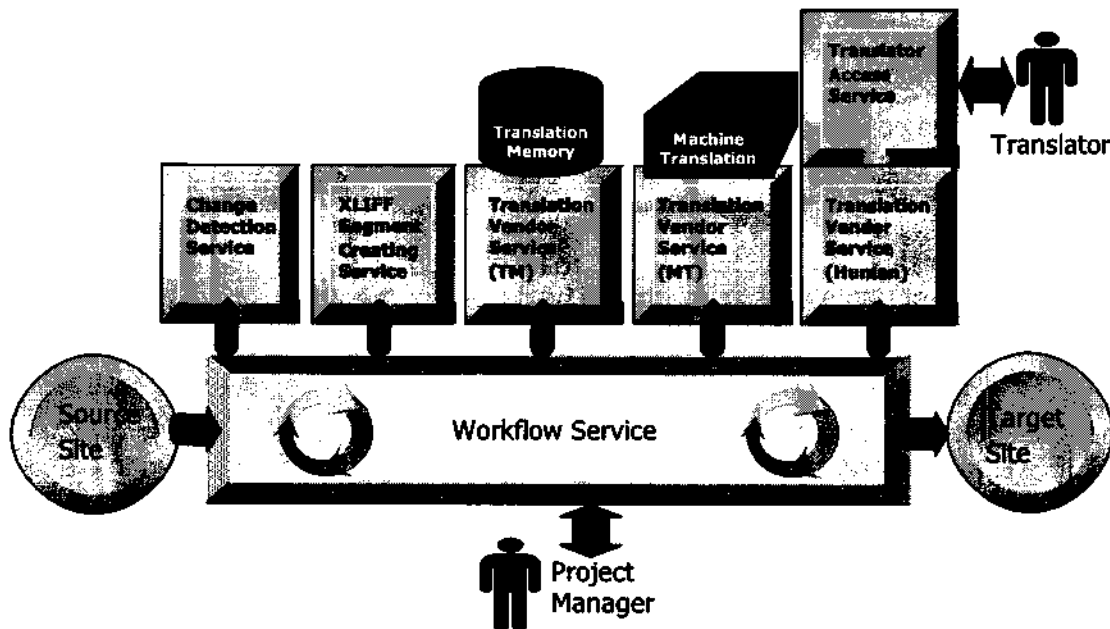 Translator
Access
Service
Translator
Translation
Memory
Machine
Translation
Change
Detection
Service
XLIFF
Segment
Creating
Service
Translation
Vendor
Service
(TM)
Translation
Vendor
Service
(MT)
Translation
Vendor
Service
(Human)
Source
Site
Workflow Service
Target
Site
Project
Manager